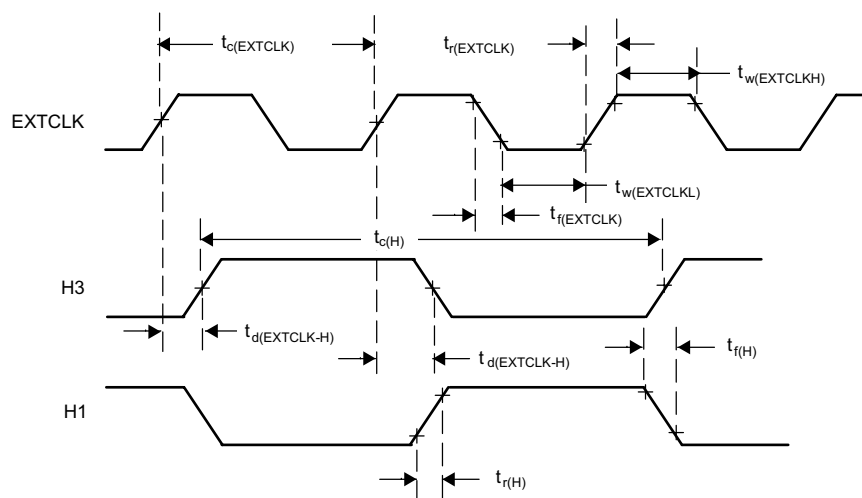 t_c(EXTCLK)
t_r(EXTCLK)
t_w(EXTCLKH)
EXTCLK
t_w(EXTCLKL)
t_f(EXTCLK)
t_c(H)
H3
t_d(EXTCLK-H)
t_d(EXTCLK-H)
t_f(H)
H1
t_r(H)